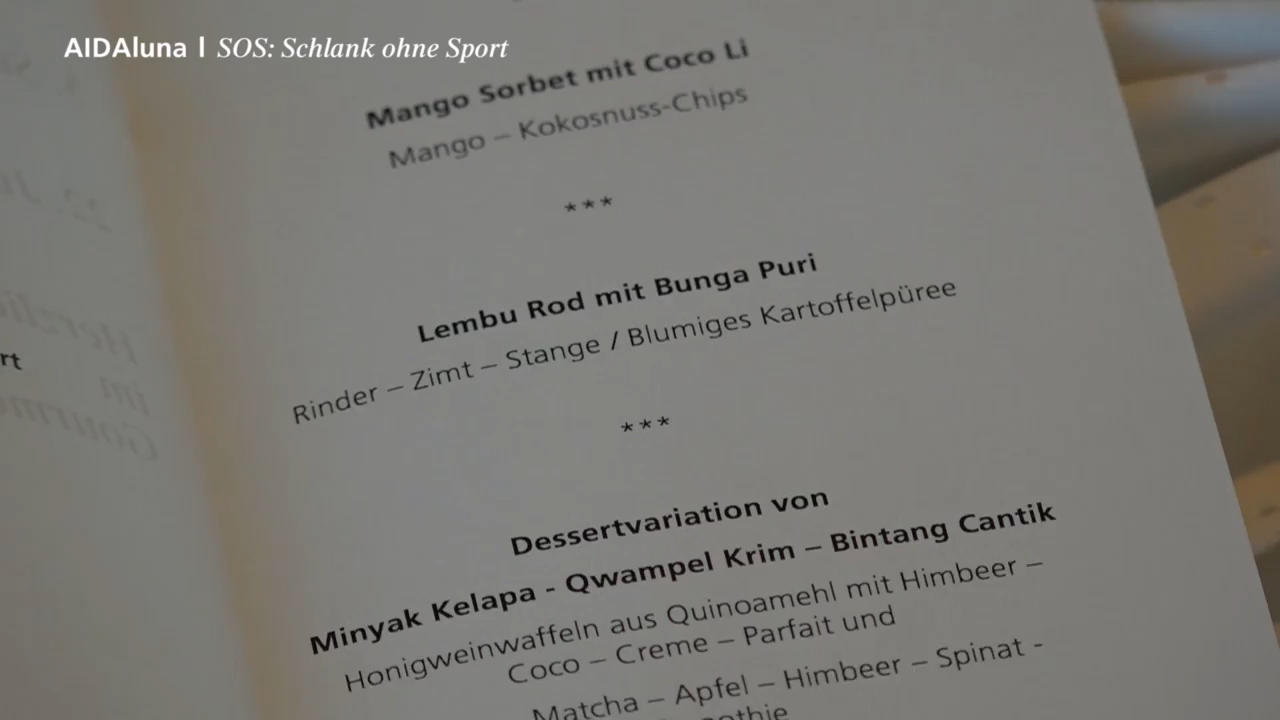 AIDAluna | SOS: Schlank ohne Sport
Mango Sorbet mit Coco Li
Mango – Kokosnuss-Chips
***
Lembu Rod mit Bunga Puri
Rinder – Zimt – Stange / Blumiges Kartoffelpüree
***
Dessertvariation von
Minyak Kelapa - Qwampel Krim – Bintang Cantik
Honigweinwaffeln aus Quinoamehl mit Himbeer –
Coco – Creme – Parfait und
Matcha – Apfel – Himbeer – Spinat -
rt